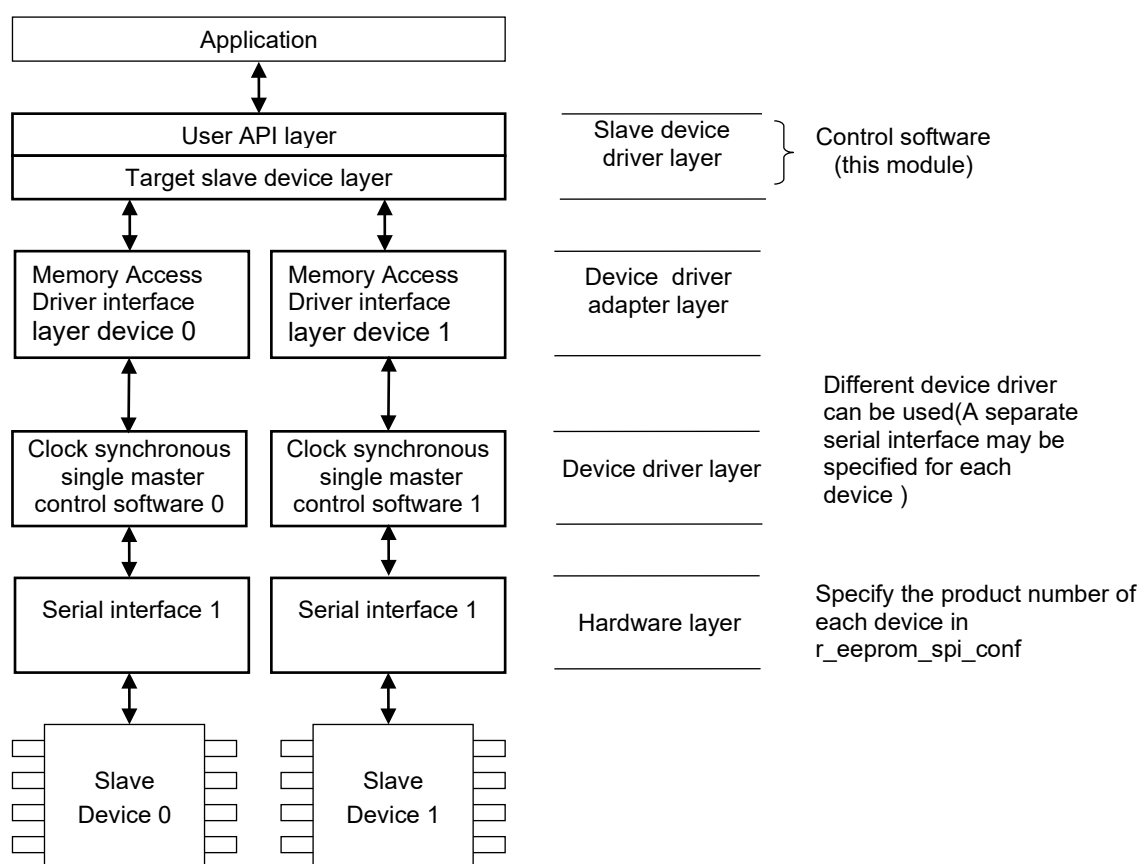 Application
User API layer
Target slave device layer
Slave device
driver layer
Control software
(this module)
Memory Access
Driver interface
layer device 0
Memory Access
Driver interface
layer device 1
Device driver
adapter layer
Different device driver
can be used(A separate
serial interface may be
specified for each
device )
Clock synchronous
single master
control software 0
Clock synchronous
single master
control software 1
Device driver layer
Serial interface 1
Serial interface 1
Hardware layer
Specify the product number of
each device in
r_eeprom_spi_conf
Slave
Device 0
Slave
Device 1